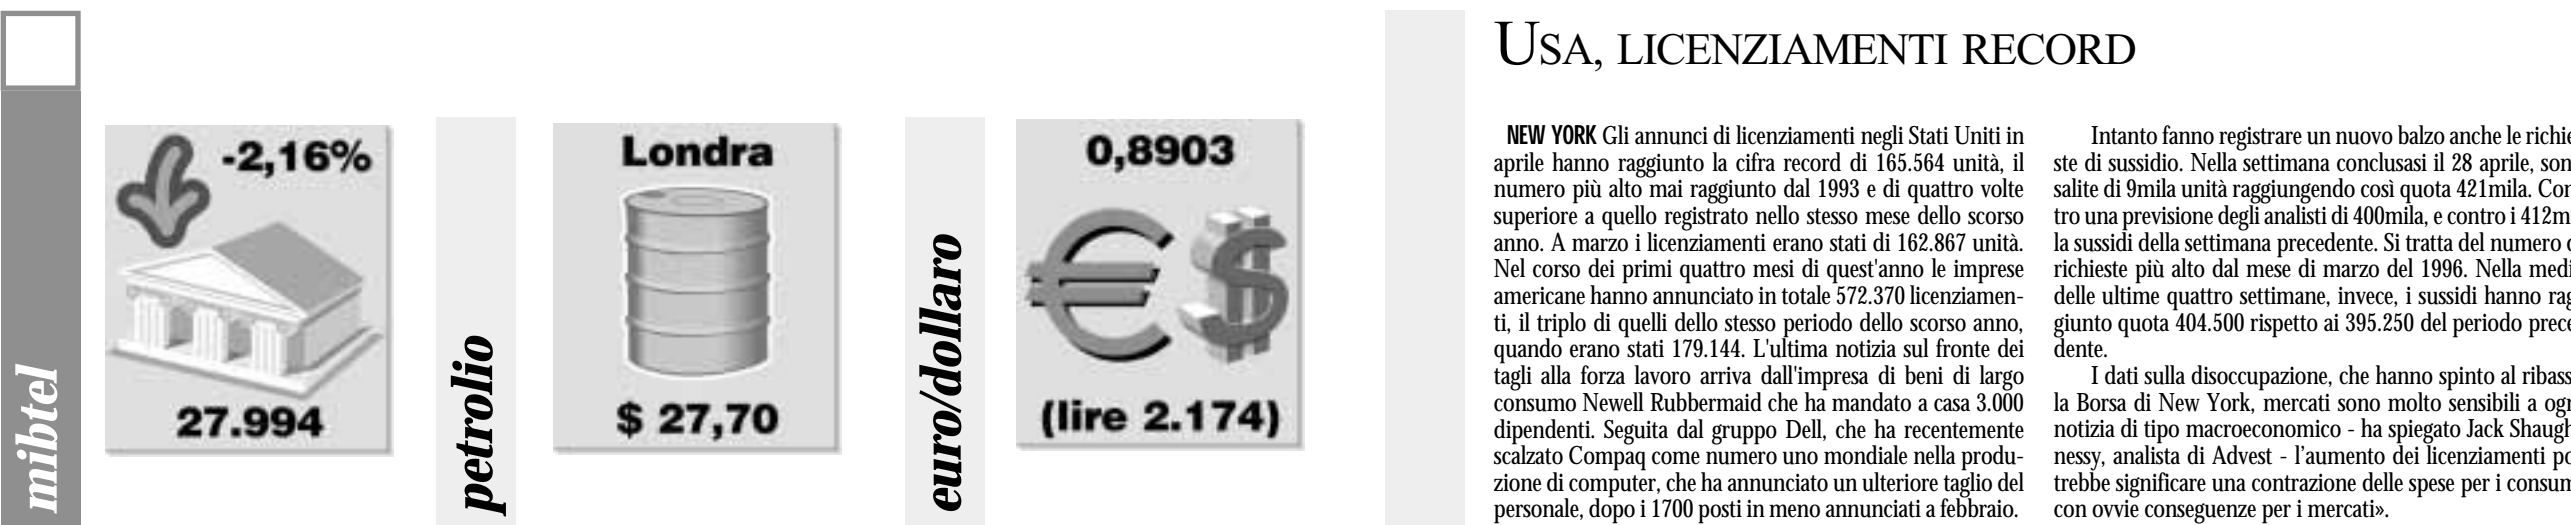 mibtel
-2,16%
27.994
petrolio
Londra
$ 27,70
euro/dollaro
0,8903
(lire 2.174)
USA, LICENZIAMENTI RECORD
NEW YORK Gli annunci di licenziamenti negli Stati Uniti in
aprile hanno raggiunto la cifra record di 165.564 unità, il
numero più alto mai raggiunto dal 1993 e di quattro volte
superiore a quello registrato nello stesso mese dello scorso
anno. A marzo i licenziamenti erano stati di 162.867 unità.
Nel corso dei primi quattro mesi di quest'anno le imprese
americane hanno annunciato in totale 572.370 licenziamen-
ti, il triplo di quelli dello stesso periodo dello scorso anno,
quando erano stati 179.144. L'ultima notizia sul fronte dei
tagli alla forza lavoro arriva dall'impresa di beni di largo
consumo Newell Rubbermaid che ha mandato a casa 3.000
dipendenti. Seguita dal gruppo Dell, che ha recentemente
scalzato Compaq come numero uno mondiale nella produ-
zione di computer, che ha annunciato un ulteriore taglio del
personale, dopo i 1700 posti in meno annunciati a febbraio.
Intanto fanno registrare un nuovo balzo anche le richie
ste di sussidio. Nella settimana conclusasi il 28 aprile, son
salite di 9mila unità raggiungendo così quota 421mila. Con
tro una previsione degli analisti di 400mila, e contro i 412m
la sussidi della settimana precedente. Si tratta del numero
richieste più alto dal mese di marzo del 1996. Nella medi
delle ultime quattro settimane, invece, i sussidi hanno rag
giunto quota 404.500 rispetto ai 395.250 del periodo prece
dente.
I dati sulla disoccupazione, che hanno spinto al ribass
la Borsa di New York, mercati sono molto sensibili a ogn
notizia di tipo macroeconomico - ha spiegato Jack Shaugh
nessy, analista di Advest - l'aumento dei licenziamenti po
trebbe significare una contrazione delle spese per i consum
con ovvie conseguenze per i mercati».